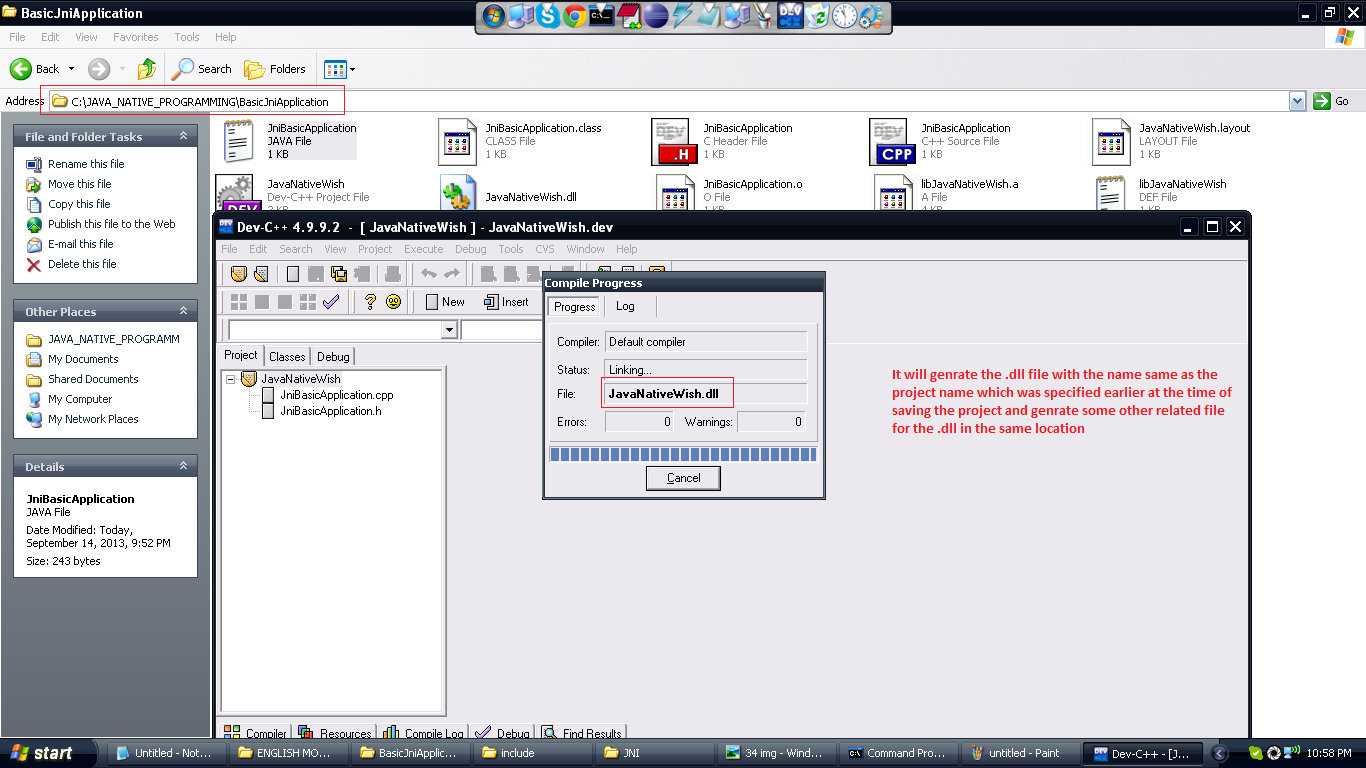 BasicJniApplication
File Edit View Favorites Tools Help
Back Search Folders
Address C:\JAVA_NATIVE_PROGRAMMING\BasicJniApplication Go
File and Folder Tasks
Rename this file
Move this file
Copy this file
Publish this file to the Web
E-mail this file
Delete this file
Other Places
JAVA_NATIVE_PROGRAMM
My Documents
Shared Documents
My Computer
My Network Places
Details
JniBasicApplication
JAVA File
Date Modified: Today,
September 14, 2013, 9:52 PM
Size: 243 bytes
JniBasicApplication
JAVA File
1 KB
JniBasicApplication.class
CLASS File
1 KB
JniBasicApplication
C Header File
1 KB
JniBasicApplication
C++ Source File
1 KB
JavaNativeWish.layout
LAYOUT File
1 KB
JavaNativeWish
Dev-C++ Project File
JavaNativeWish.dll
JniBasicApplication.o
O File
libJavaNativeWish.a
A File
libJavaNativeWish
DEF File
Dev-C++ 4.9.9.2 - [ JavaNativeWish ] - JavaNativeWish.dev
File Edit Search View Project Execute Debug Tools CVS Window Help
New Insert
Project Classes Debug
JavaNativeWish
JniBasicApplication.cpp
JniBasicApplication.h
Compile Progress
Progress Log
Compiler: Default compiler
Status: Linking...
File: JavaNativeWish.dll
Errors: 0 Warnings: 0
Cancel
It will genrate the .dll file with the name same as the
project name which was specified earlier at the time of
saving the project and genrate some other related file
for the .dll in the same location
Compiler Resources Compile Log Debug Find Results
start Untitled - Not... ENGLISH MO... BasicJniApplic... include JNI 34 img - Wind... Command Pro... untitled - Paint Dev-C++ - [J... 10:58 PM